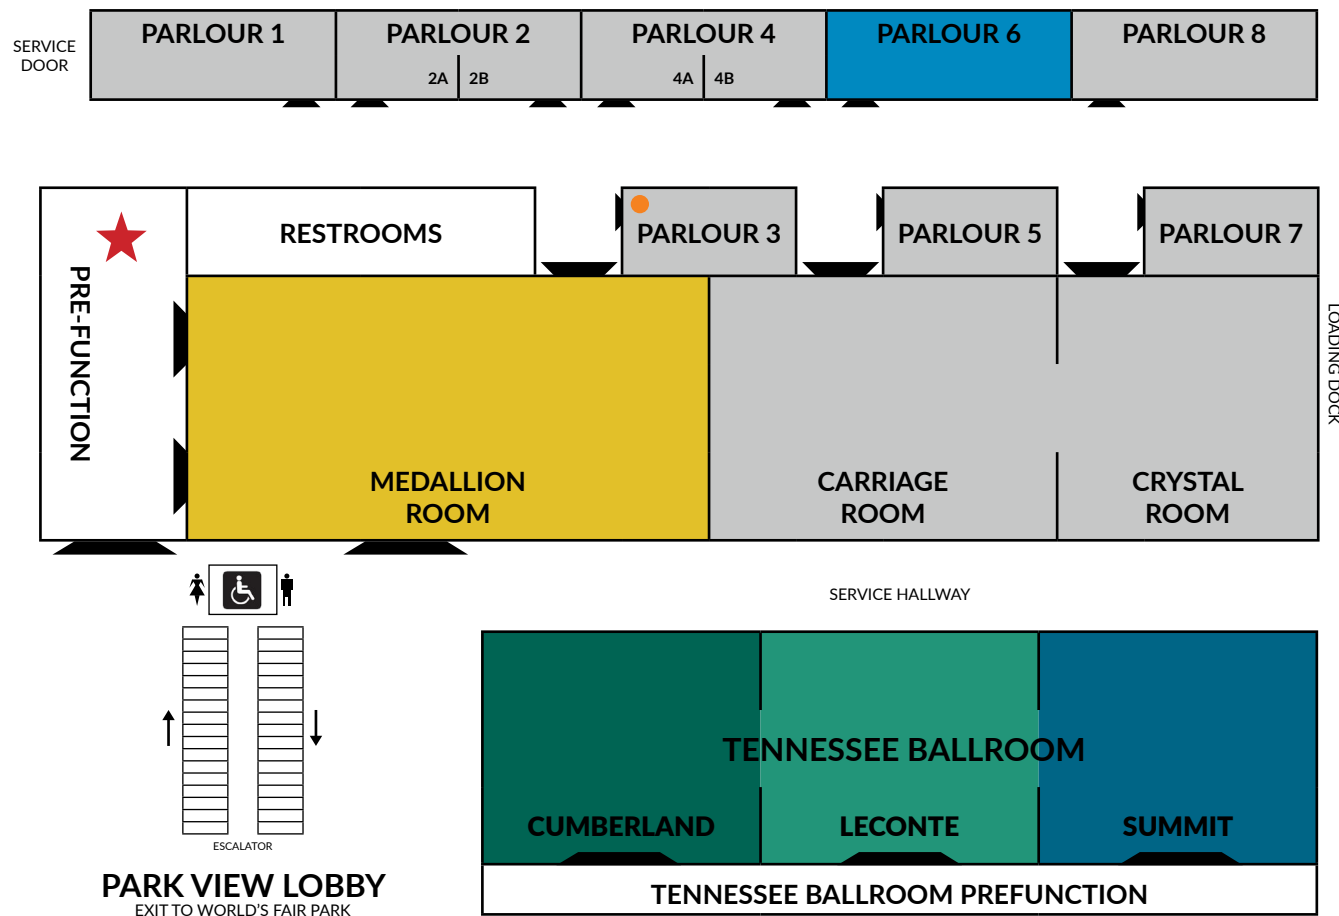 SERVICE
DOOR
PARLOUR 1
PARLOUR 2
2A
2B
PARLOUR 4
4A
4B
PARLOUR 6
PARLOUR 8
PRE-FUNCTION
RESTROOMS
PARLOUR 3
PARLOUR 5
PARLOUR 7
LOADING DOCK
MEDALLION
ROOM
CARRIAGE
ROOM
CRYSTAL
ROOM
SERVICE HALLWAY
TENNESSEE BALLROOM
CUMBERLAND
LECONTE
SUMMIT
TENNESSEE BALLROOM PREFUNCTION
ESCALATOR
PARK VIEW LOBBY
EXIT TO WORLD'S FAIR PARK